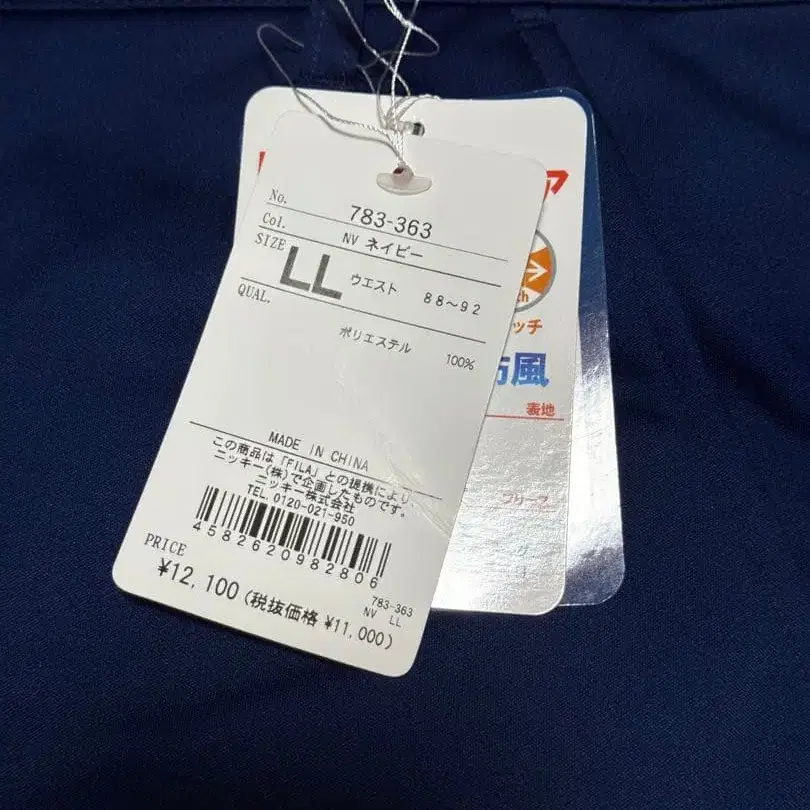 No. 783-363
Col. NV ネイビー
SIZE LL ウエスト 88〜92
QUAL.
ポリエステル 100%
MADE IN CHINA
この商品は「FILA」との提携により
ニッキー(株)で企画したものです。
ニッキー株式会社
TEL. 0120-021-950
4582620982806
PRICE
¥12,100 (税抜価格 ¥11,000)
783-363
NV LL
ア
ッチ
防風
表地